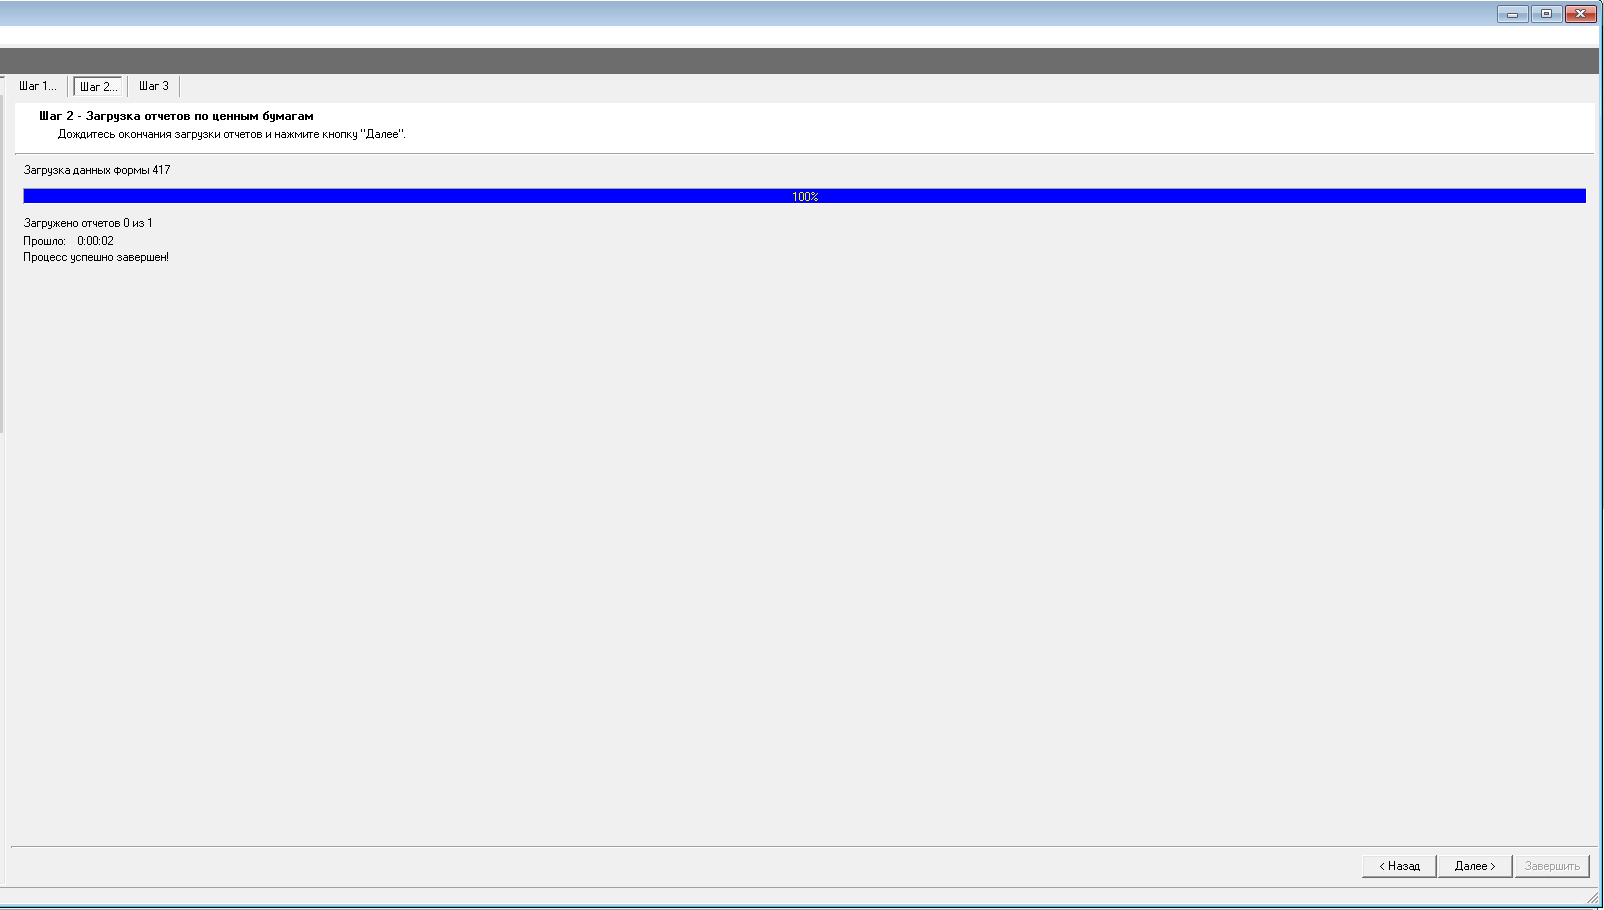 Шаг 1... Шаг 2... Шаг 3
Шаг 2 - Загрузка отчетов по ценным бумагам
Дождитесь окончания загрузки отчетов и нажмите кнопку "Далее".
Загрузка данных формы 417
100%
Загружено отчетов 0 из 1
Прошло: 0:00:02
Процесс успешно завершен!
< Назад Далее > Завершить